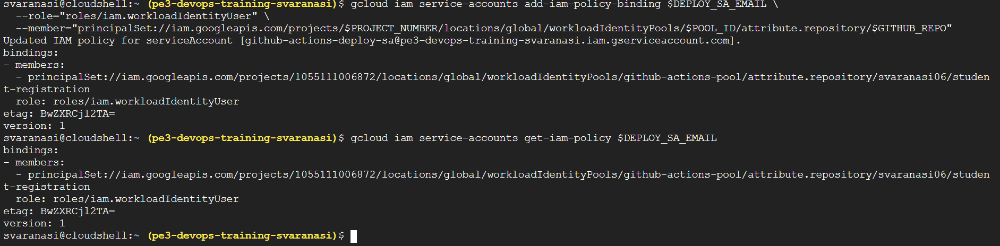 svaranasi@cloudshell:~ (pe3-devops-training-svaranasi)$ gcloud iam service-accounts add-iam-policy-binding $DEPLOY_SA_EMAIL \
  --role="roles/iam.workloadIdentityUser" \
  --member="principalSet://iam.googleapis.com/projects/$PROJECT_NUMBER/locations/global/workloadIdentityPools/$POOL_ID/attribute.repository/$GITHUB_REPO"
Updated IAM policy for serviceAccount [github-actions-deploy-sa@pe3-devops-training-svaranasi.iam.gserviceaccount.com].
bindings:
- members:
  - principalSet://iam.googleapis.com/projects/1055111006872/locations/global/workloadIdentityPools/github-actions-pool/attribute.repository/svaranasi06/studen
t-registration
  role: roles/iam.workloadIdentityUser
etag: BwZXRCjl2TA=
version: 1
svaranasi@cloudshell:~ (pe3-devops-training-svaranasi)$ gcloud iam service-accounts get-iam-policy $DEPLOY_SA_EMAIL
bindings:
- members:
  - principalSet://iam.googleapis.com/projects/1055111006872/locations/global/workloadIdentityPools/github-actions-pool/attribute.repository/svaranasi06/studen
t-registration
  role: roles/iam.workloadIdentityUser
etag: BwZXRCjl2TA=
version: 1
svaranasi@cloudshell:~ (pe3-devops-training-svaranasi)$